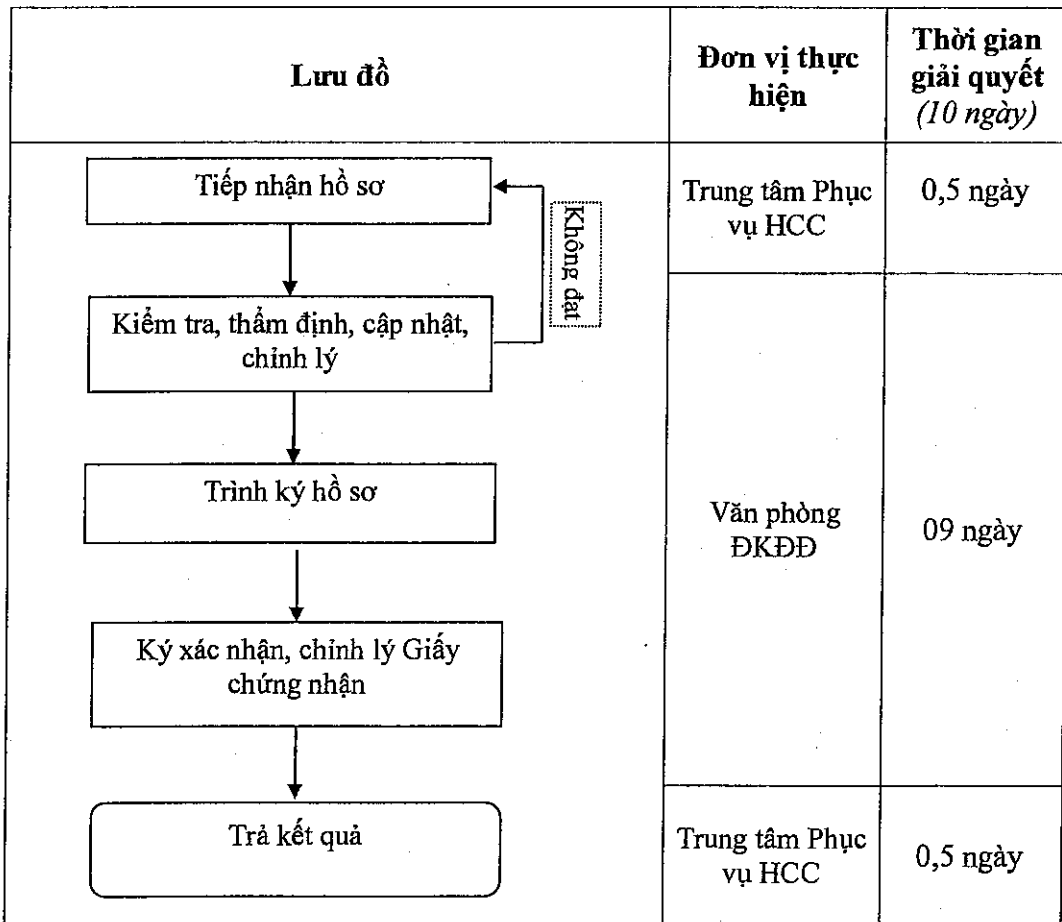 Lưu đồ
Đơn vị thực
hiện
Thời gian
giải quyết
(10 ngày)
Tiếp nhận hồ sơ
Không đạt
Trung tâm Phục
vụ HCC
0,5 ngày
Kiểm tra, thẩm định, cập nhật,
chỉnh lý
Trình ký hồ sơ
Văn phòng
ĐKĐĐ
09 ngày
Ký xác nhận, chỉnh lý Giấy
chứng nhận
Trả kết quả
Trung tâm Phục
vụ HCC
0,5 ngày